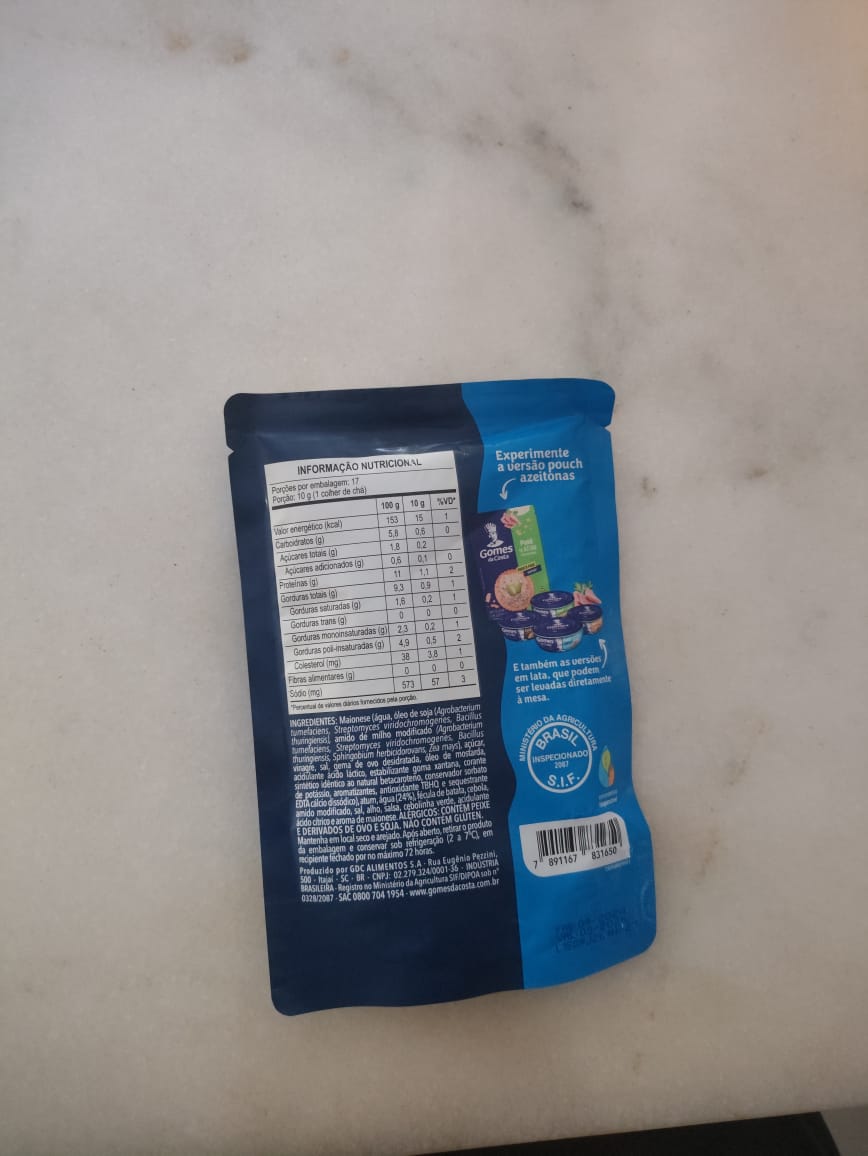 INFORMAÇÃO NUTRICIONAL
Porções por embalagem: 17
Porção: 10 g (1 colher de chá)
100 g 10 g %VD*
Valor energético (kcal) 153 15 1
Carboidratos (g) 5,8 0,6 0
Açúcares totais (g) 1,8 0,2
Açúcares adicionados (g) 0,6 0,1 0
Proteínas (g) 11 1,1 2
Gorduras totais (g) 9,3 0,9 1
Gorduras saturadas (g) 1,6 0,2 1
Gorduras trans (g) 0 0 0
Gorduras monoinsaturadas (g) 2,3 0,2 1
Gorduras poli-insaturadas (g) 4,9 0,5 2
Colesterol (mg) 38 3,8 1
Fibras alimentares (g) 0 0 0
Sódio (mg) 573 57 3
*Percentual de valores diários fornecidos pela porção.
INGREDIENTES: Maionese (água, óleo de soja (Agrobacterium
tumefaciens, Streptomyces viridochromogenes, Bacillus
thuringiensis), amido de milho modificado (Agrobacterium
tumefaciens, Streptomyces viridochromogenes, Bacillus
thuringiensis, Sphingobium herbicidorovans, Zea mays), açúcar,
vinagre, sal, gema de ovo desidratada, óleo de mostarda,
acidulante ácido láctico, estabilizante goma xantana, corante
sintético idêntico ao natural betacaroteno, conservador sorbato
de potássio, aromatizantes, antioxidante TBHQ e sequestrante
EDTA cálcio dissódico), atum, água (24%), fécula de batata, cebola,
amido modificado, sal, alho, salsa, cebolinha verde, acidulante
ácido cítrico e aroma de maionese. ALÉRGICOS: CONTÉM PEIXE
E DERIVADOS DE OVO E SOJA. NÃO CONTÉM GLÚTEN.
Mantenha em local seco e arejado. Após aberto, retirar o produto
da embalagem e conservar sob refrigeração (2 a 7ºC), em
recipiente fechado por no máximo 72 horas.
Produzido por GDC ALIMENTOS S.A - Rua Eugênio Pezzini,
500 - Itajaí - SC - BR - CNPJ: 02.279.324/0001-36 - INDÚSTRIA
BRASILEIRA - Registro no Ministério da Agricultura SIF/DIPOA sob nº
0328/2087 - SAC 0800 704 1954 - www.gomesdacosta.com.br
Experimente
a versão pouch
azeitonas
Gomes
da Costa
E também as versões
em lata, que podem
ser levadas diretamente
à mesa.
MINISTÉRIO DA AGRICULTURA
BRASIL
INSPECIONADO
2087
S.I.F.
7 891167 831650